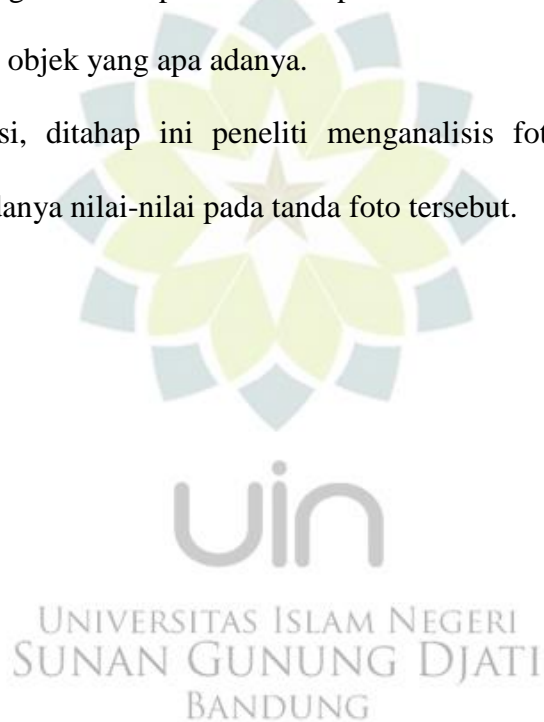 objek yang apa adanya.
si, ditahap ini peneliti menganalisis fot
danya nilai-nilai pada tanda foto tersebut.
uin
UNIVERSITAS ISLAM NEGERI
SUNAN GUNUNG DJATI
BANDUNG